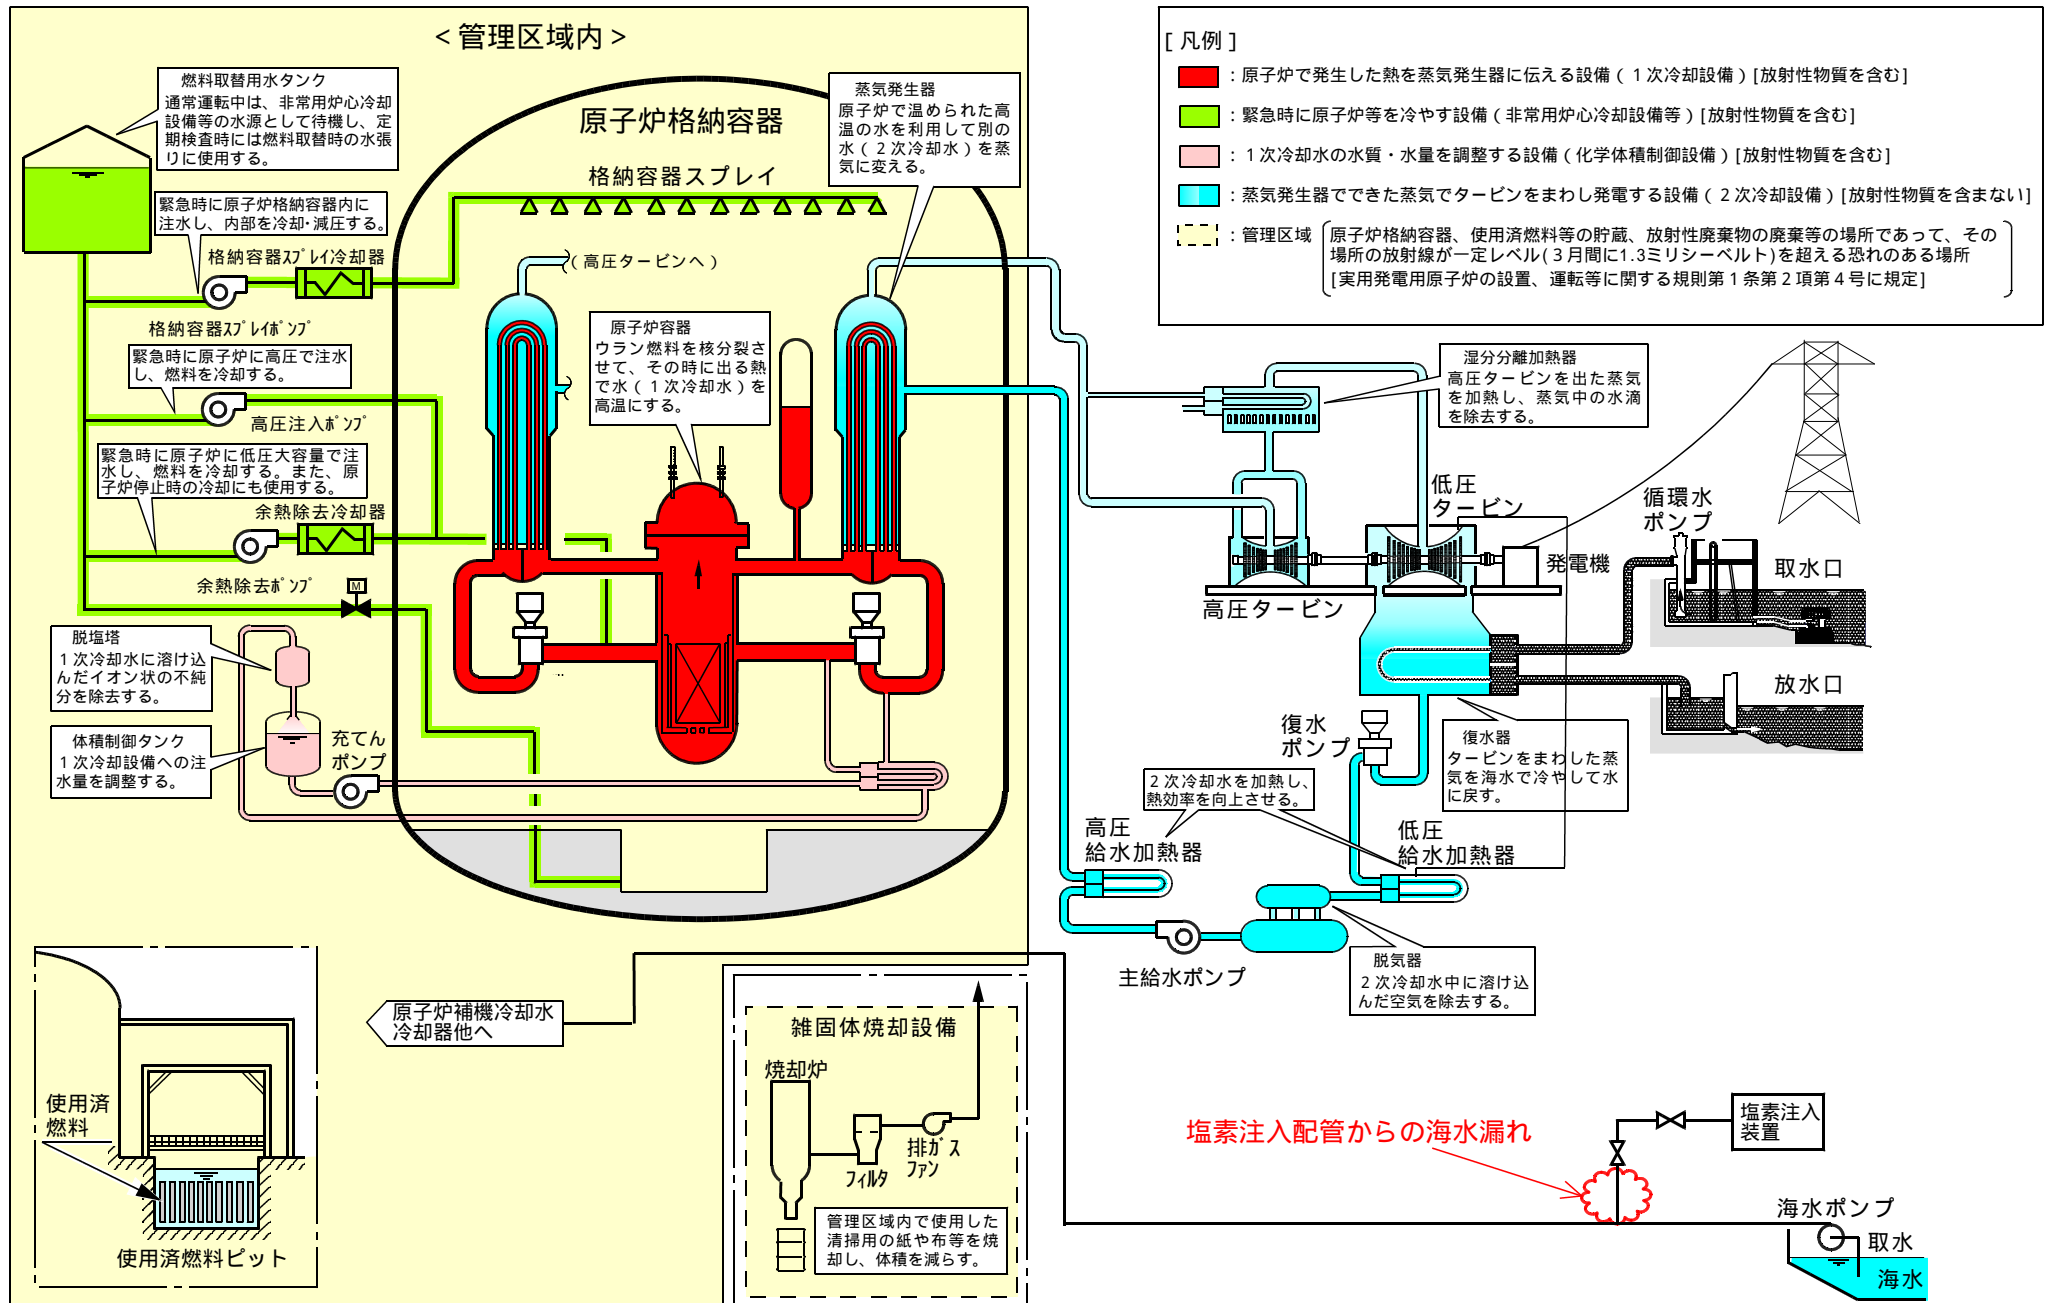 ＜管理区域内＞
燃料取替用水タンク
通常運転中は、非常用炉心冷却
設備等の水源として待機し、定
期検査時には燃料取替時の水張
りに使用する。
原子炉格納容器
蒸気発生器
原子炉で温められた高
温の水を利用して別の
水（２次冷却水）を蒸
気に変える。
格納容器スプレイ
緊急時に原子炉格納容器内に
注水し、内部を冷却･減圧する。
格納容器ｽﾌﾟﾚｲ冷却器
（高圧タービンへ）
格納容器ｽﾌﾟﾚｲﾎﾟﾝﾌﾟ
原子炉容器
ウラン燃料を核分裂さ
せて、その時に出る熱
で水（１次冷却水）を
高温にする。
緊急時に原子炉に高圧で注水
し、燃料を冷却する。
高圧注入ﾎﾟﾝﾌﾟ
緊急時に原子炉に低圧大容量で注
水し、燃料を冷却する。また、原
子炉停止時の冷却にも使用する。
余熱除去冷却器
余熱除去ﾎﾟﾝﾌﾟ
M
脱塩塔
１次冷却水に溶け込
んだイオン状の不純
分を除去する。
体積制御タンク
１次冷却設備への注
水量を調整する。
充てん
ポンプ
[凡例]
：原子炉で発生した熱を蒸気発生器に伝える設備（１次冷却設備）[放射性物質を含む]
：緊急時に原子炉等を冷やす設備（非常用炉心冷却設備等）[放射性物質を含む]
：１次冷却水の水質・水量を調整する設備（化学体積制御設備）[放射性物質を含む]
：蒸気発生器でできた蒸気でタービンをまわし発電する設備（２次冷却設備）[放射性物質を含まない]
：管理区域
原子炉格納容器、使用済燃料等の貯蔵、放射性廃棄物の廃棄等の場所であって、その
場所の放射線が一定レベル(３月間に1.3ミリシーベルト)を超える恐れのある場所
[実用発電用原子炉の設置、運転等に関する規則第１条第２項第４号に規定]
湿分分離加熱器
高圧タービンを出た蒸気
を加熱し、蒸気中の水滴
を除去する。
低圧
タービン
循環水
ポンプ
発電機
取水口
高圧タービン
放水口
復水
ポンプ
復水器
タービンをまわした蒸
気を海水で冷やして水
に戻す。
２次冷却水を加熱し、
熱効率を向上させる。
高圧
給水加熱器
低圧
給水加熱器
主給水ポンプ
脱気器
２次冷却水中に溶け込
んだ空気を除去する。
原子炉補機冷却水
冷却器他へ
雑固体焼却設備
焼却炉
フィルタ
排ガス
ファン
管理区域内で使用した
清掃用の紙や布等を焼
却し、体積を減らす。
使用済
燃料
使用済燃料ピット
塩素注入配管からの海水漏れ
塩素注入
装置
海水ポンプ
取水
海水